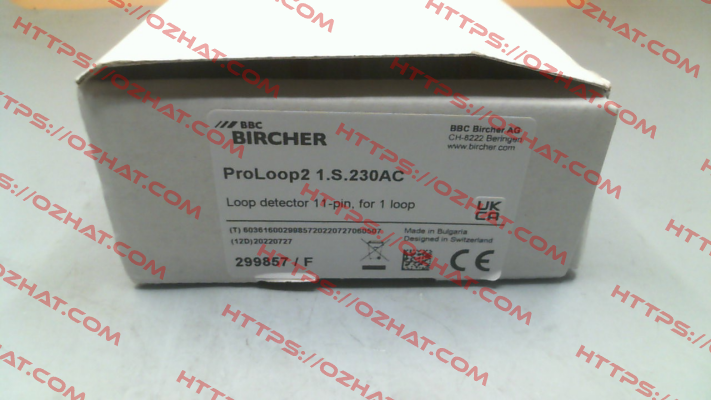 BBC
BIRCHER
BBC Bircher AG
CH-8222 Beringen
www.bircher.com
ProLoop2 1.S.230AC
Loop detector 11-pin, for 1 loop
UK
CA
(T) 6036160029985720220727060507
(12D)20220727
Made in Bulgaria
Designed in Switzerland
299857 / F
CE
HTTPS://OZHAT.COM